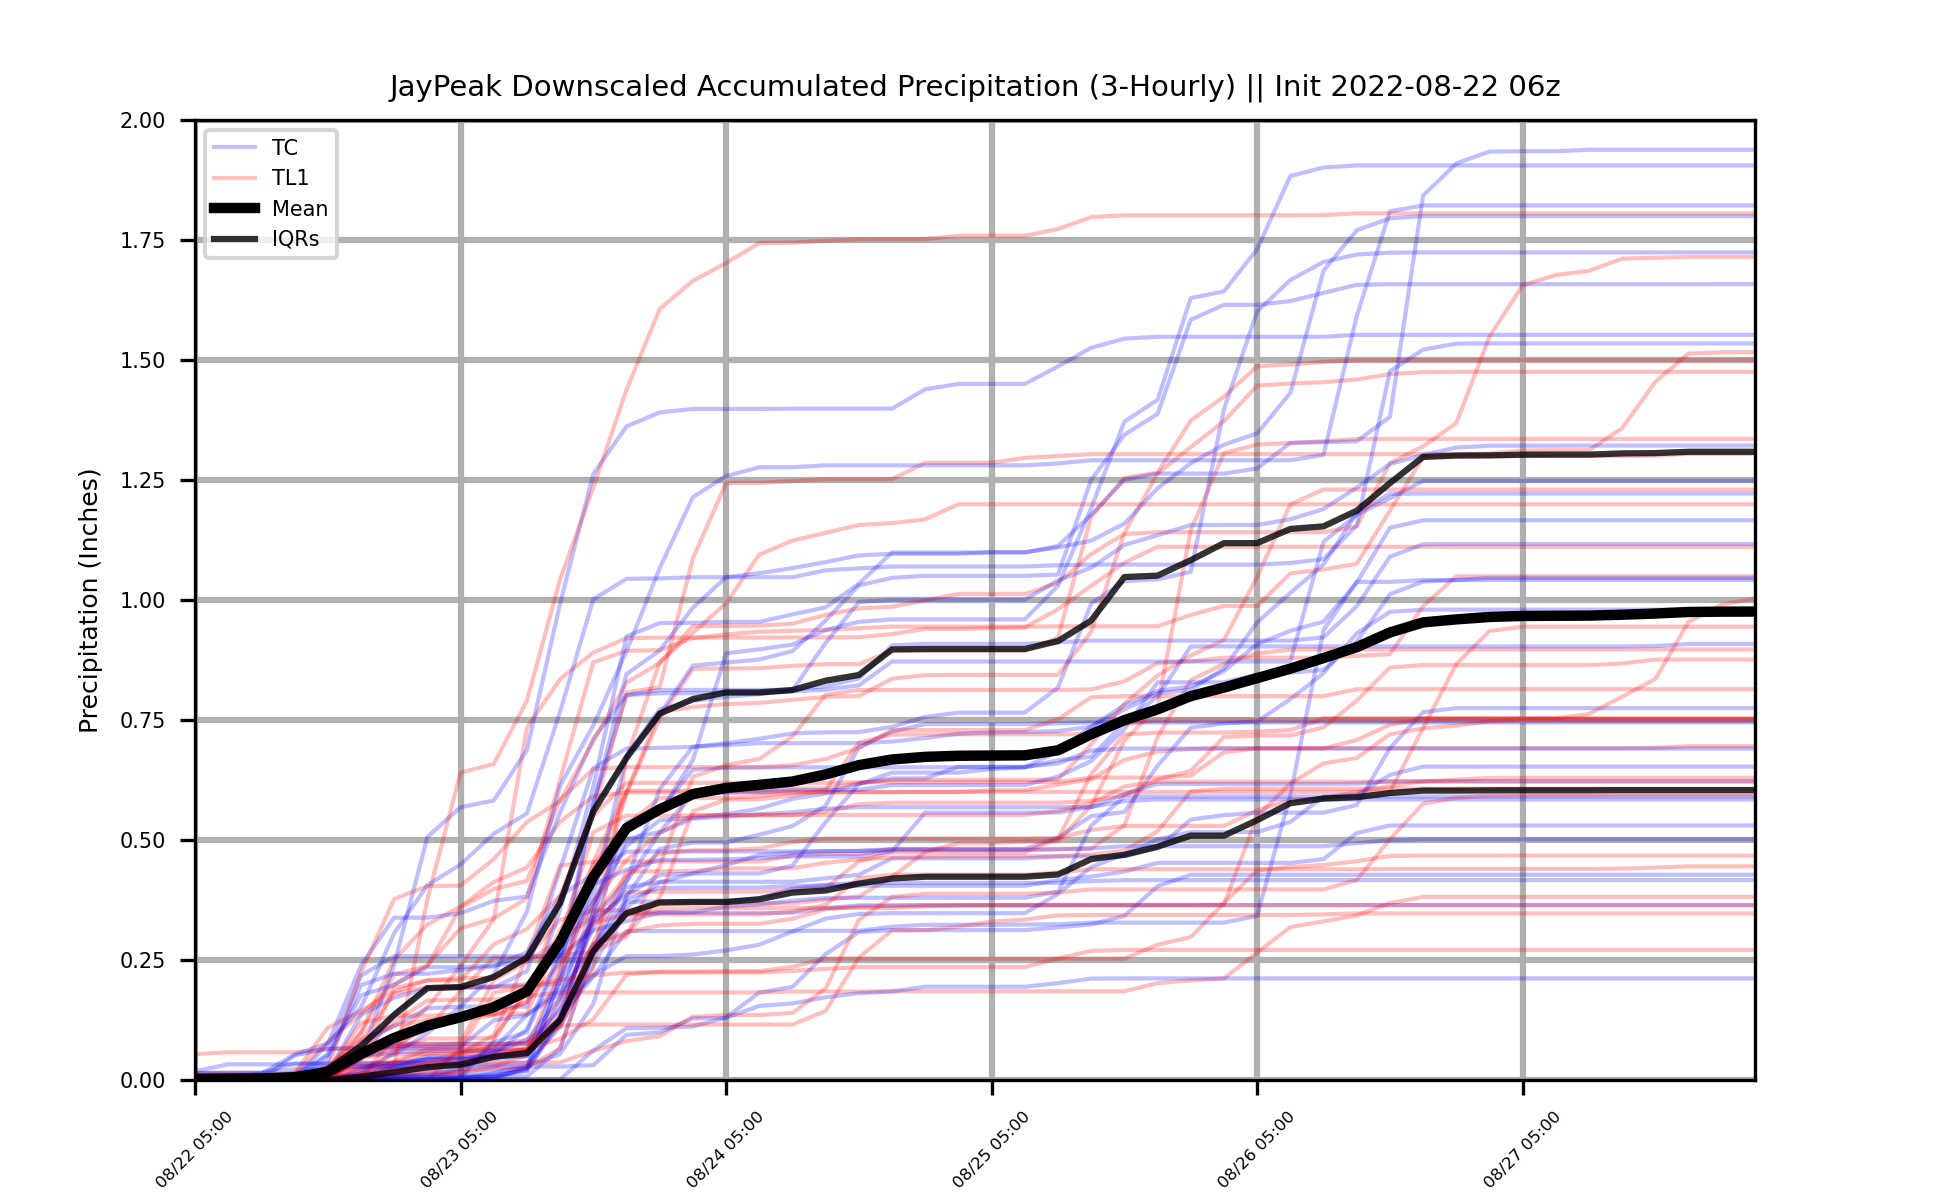 JayPeak Downscaled Accumulated Precipitation (3-Hourly) || Init 2022-08-22 06z
TC
TL1
Mean
IQRs
Precipitation (Inches)
2.00
1.75
1.50
1.25
1.00
0.75
0.50
0.25
0.00
08/22 05:00
08/23 05:00
08/24 05:00
08/25 05:00
08/26 05:00
08/27 05:00